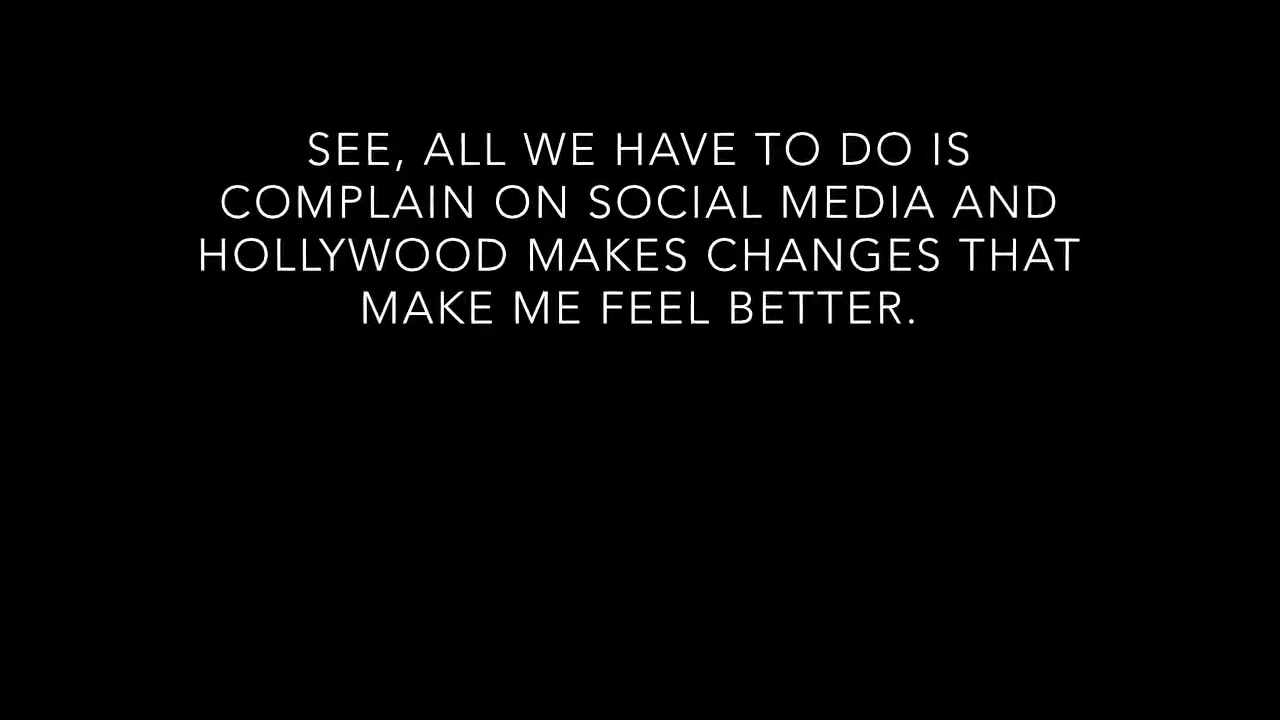 SEE, ALL WE HAVE TO DO IS
COMPLAIN ON SOCIAL MEDIA AND
HOLLYWOOD MAKES CHANGES THAT
MAKE ME FEEL BETTER.